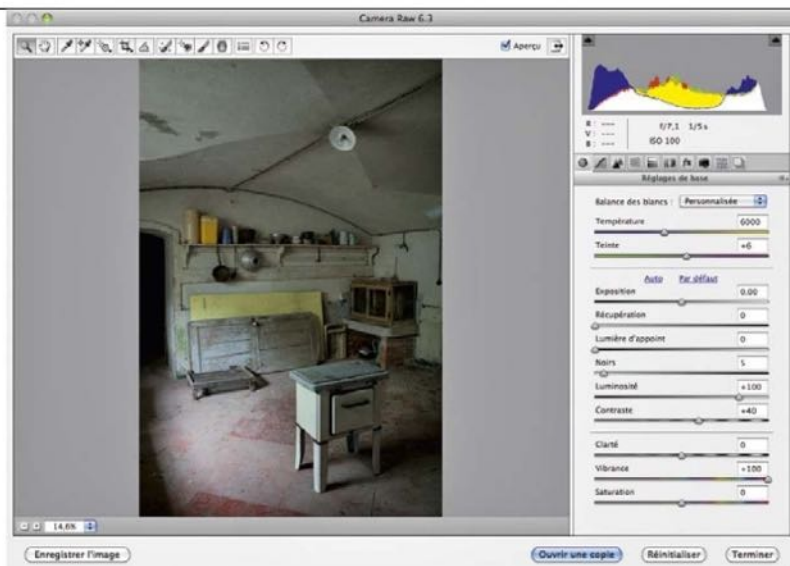 Camera Raw 6.3
Aperçu
R : ---
V : ---
B : ---
f/7,1 1/5 s
ISO 100
Réglages de base
Balance des blancs : Personnalisée
Température 6000
Teinte +6
Auto Par défaut
Exposition 0.00
Récupération 0
Lumière d'appoint 0
Noirs 5
Luminosité +100
Contraste +40
Clarté 0
Vibrance +100
Saturation 0
14,6%
Enregistrer l'image Ouvrir une copie Réinitialiser Terminer